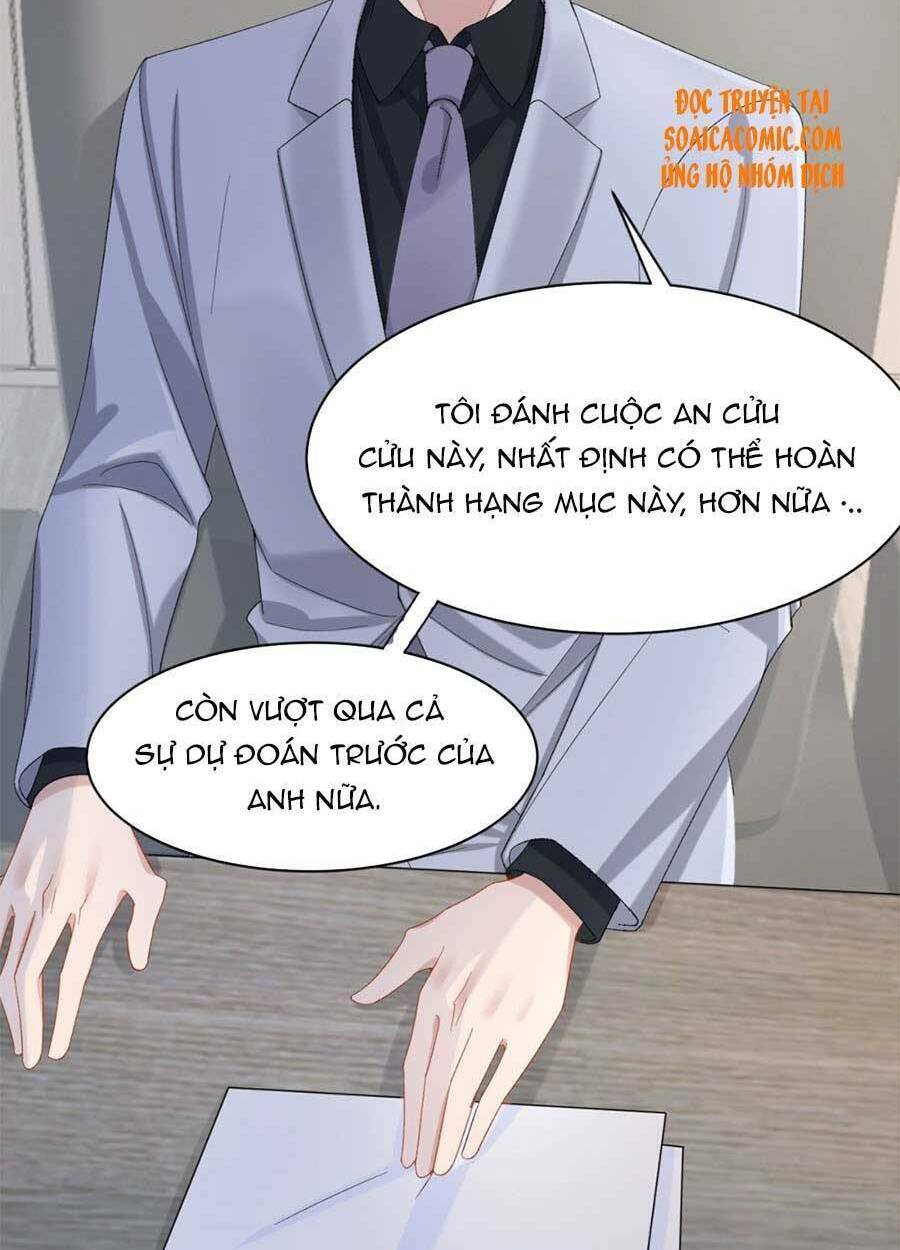 ĐỌC TRUYỆN TẠI
SOAICACOMIC.COM
ỦNG HỘ NHÓM DỊCH
TÔI ĐÁNH CUỘC AN CỬU
CỬU NÀY, NHẤT ĐỊNH CÓ THỂ HOÀN
THÀNH HẠNG MỤC NÀY, HƠN NỮA ...
CÒN VƯỢT QUA CẢ
SỰ DỰ ĐOÁN TRƯỚC CỦA
ANH NỮA.